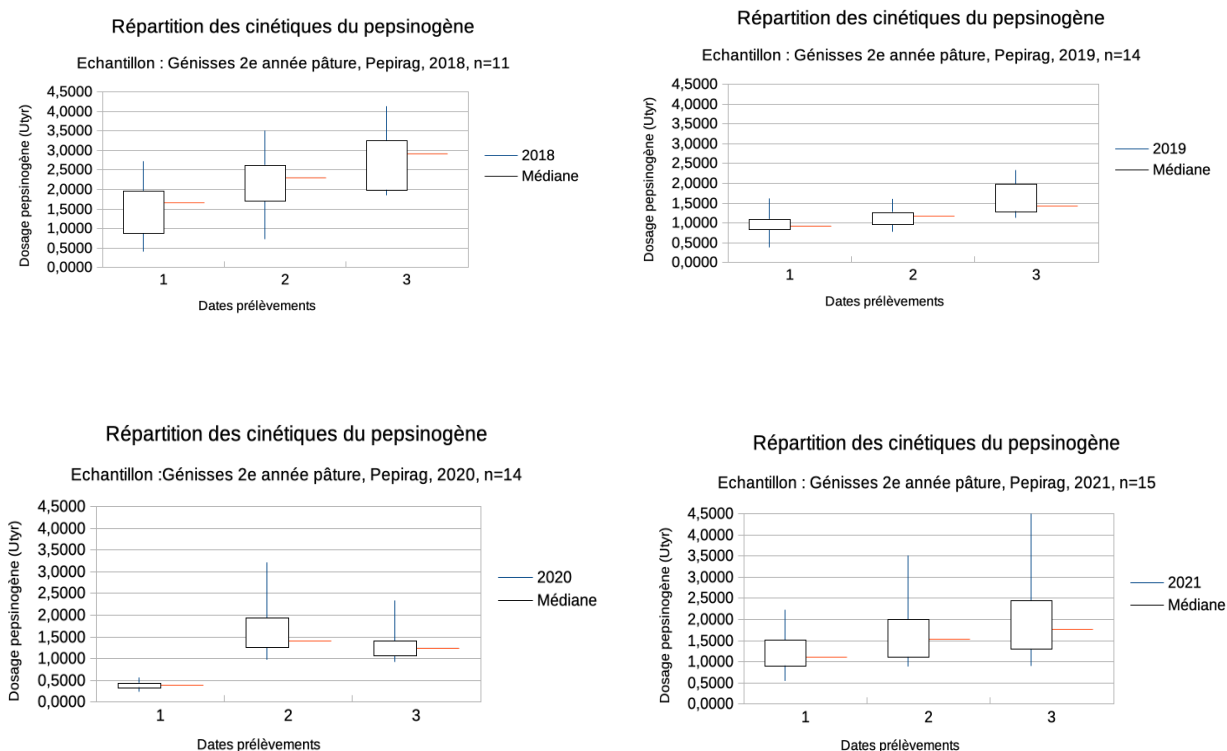 Répartition des cinétiques du pepsinogène
Echantillon : Génisses 2e année pâture, Pepirag, 2018, n=11
Dosage pepsinogène (Utyr)
4,5000
4,0000
3,5000
3,0000
2,5000
2,0000
1,5000
1,0000
0,5000
0,0000
1 2 3
Dates prélèvements
2018
Médiane
Répartition des cinétiques du pepsinogène
Echantillon : Génisses 2e année pâture, Pepirag, 2019, n=14
Dosage pepsinogène (Utyr)
4,5000
4,0000
3,5000
3,0000
2,5000
2,0000
1,5000
1,0000
0,5000
0,0000
1 2 3
Dates prélèvements
2019
Médiane
Répartition des cinétiques du pepsinogène
Echantillon :Génisses 2e année pâture, Pepirag, 2020, n=14
Dosage pepsinogène (Utyr)
4,5000
4,0000
3,5000
3,0000
2,5000
2,0000
1,5000
1,0000
0,5000
0,0000
1 2 3
Dates prélèvements
2020
Médiane
Répartition des cinétiques du pepsinogène
Echantillon : Génisses 2e année pâture, Pepirag, 2021, n=15
Dosage pepsinogène (Utyr)
4,5000
4,0000
3,5000
3,0000
2,5000
2,0000
1,5000
1,0000
0,5000
0,0000
1 2 3
Dates prélèvements
2021
Médiane